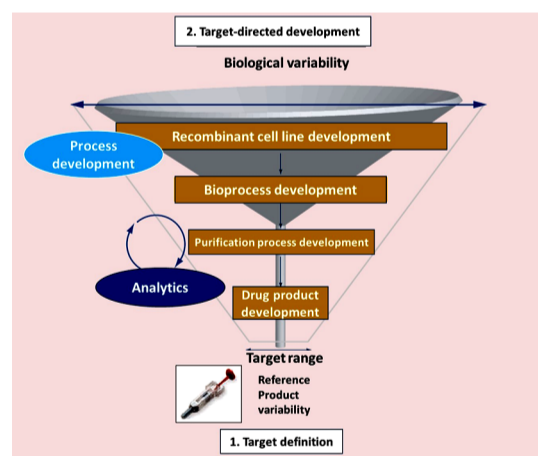 2. Target-directed development
Biological variability
Recombinant cell line development
Process
development
Bioprocess development
Purification process development
Analytics
Drug product
development
Target range
Reference
Product
variability
1. Target definition